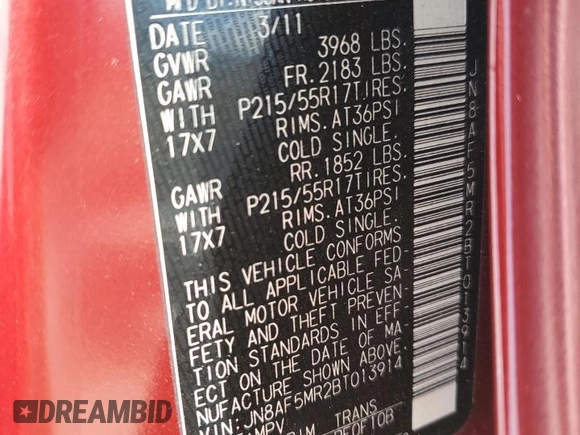 DATE 3/11
GVWR 3968 LBS.
GAWR FR. 2183 LBS.
WITH P215/55R17TIRES.
17X7 RIMS. AT36PSI
COLD SINGLE.
GAWR RR. 1852 LBS.
WITH P215/55R17TIRES.
17X7 RIMS. AT36PSI
COLD SINGLE.
THIS VEHICLE CONFORMS
TO ALL APPLICABLE FED-
ERAL MOTOR VEHICLE SA-
FETY AND THEFT PREVEN-
TION STANDARDS IN EFF-
ECT ON THE DATE OF MA-
NUFACTURE SHOWN ABOVE.
VIN: JN8AF5MR2BT013914
MPV
TRIM TRANS
JN8AF5MR2BT013914
DREAMBID